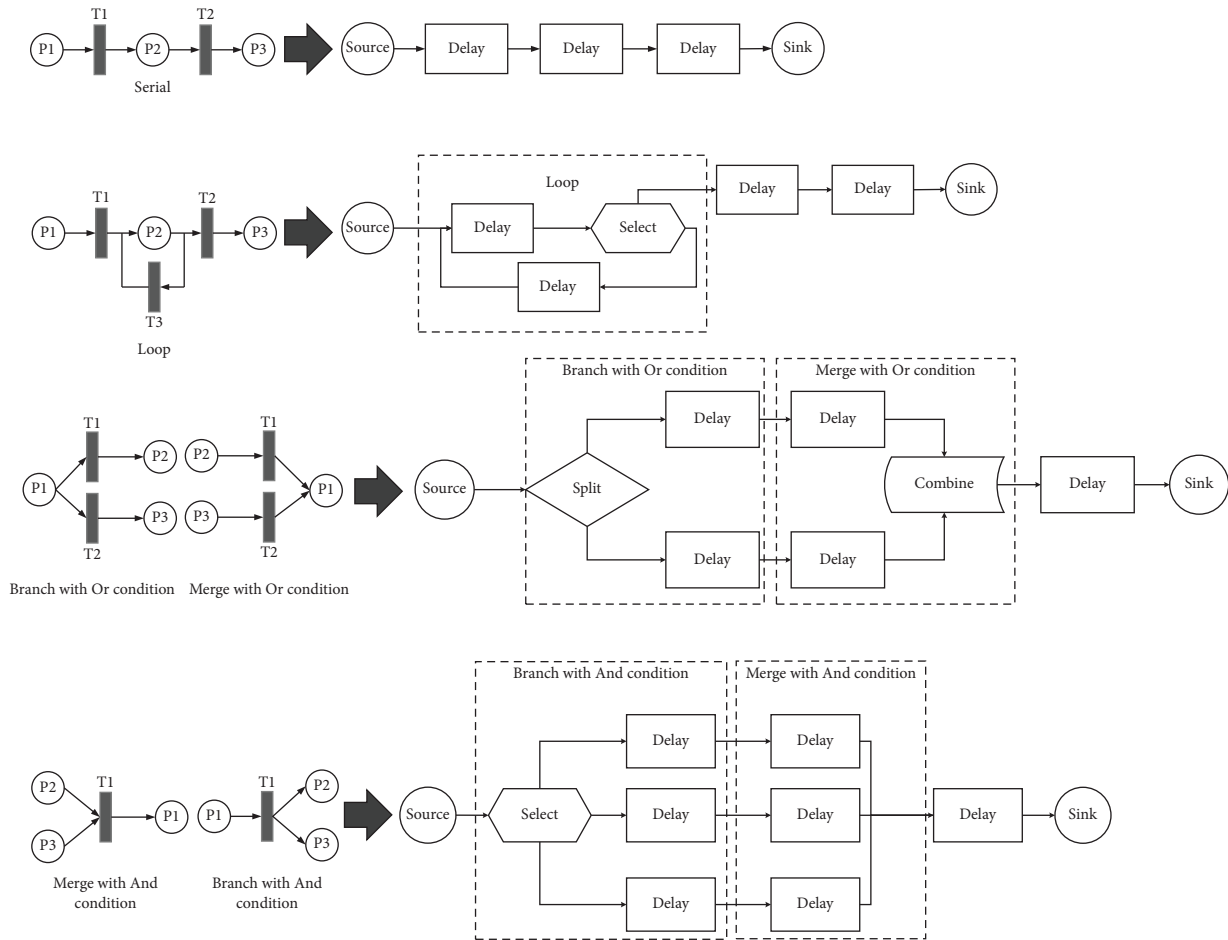 T1
T2
P1
P2
P3
Source
Delay
Delay
Delay
Sink
Serial
Loop
T1
T2
P1
P2
P3
T3
Loop
Source
Delay
Select
Delay
Delay
Delay
Sink
Branch with Or condition
Merge with Or condition
T1
P1
P2
P3
T2
Branch with Or condition
T1
P2
P3
P1
T2
Merge with Or condition
Source
Split
Delay
Delay
Delay
Delay
Combine
Delay
Sink
Branch with And condition
Merge with And condition
P2
P3
T1
P1
Merge with And
condition
P1
T1
P2
P3
Branch with And
condition
Source
Select
Delay
Delay
Delay
Delay
Delay
Delay
Delay
Sink